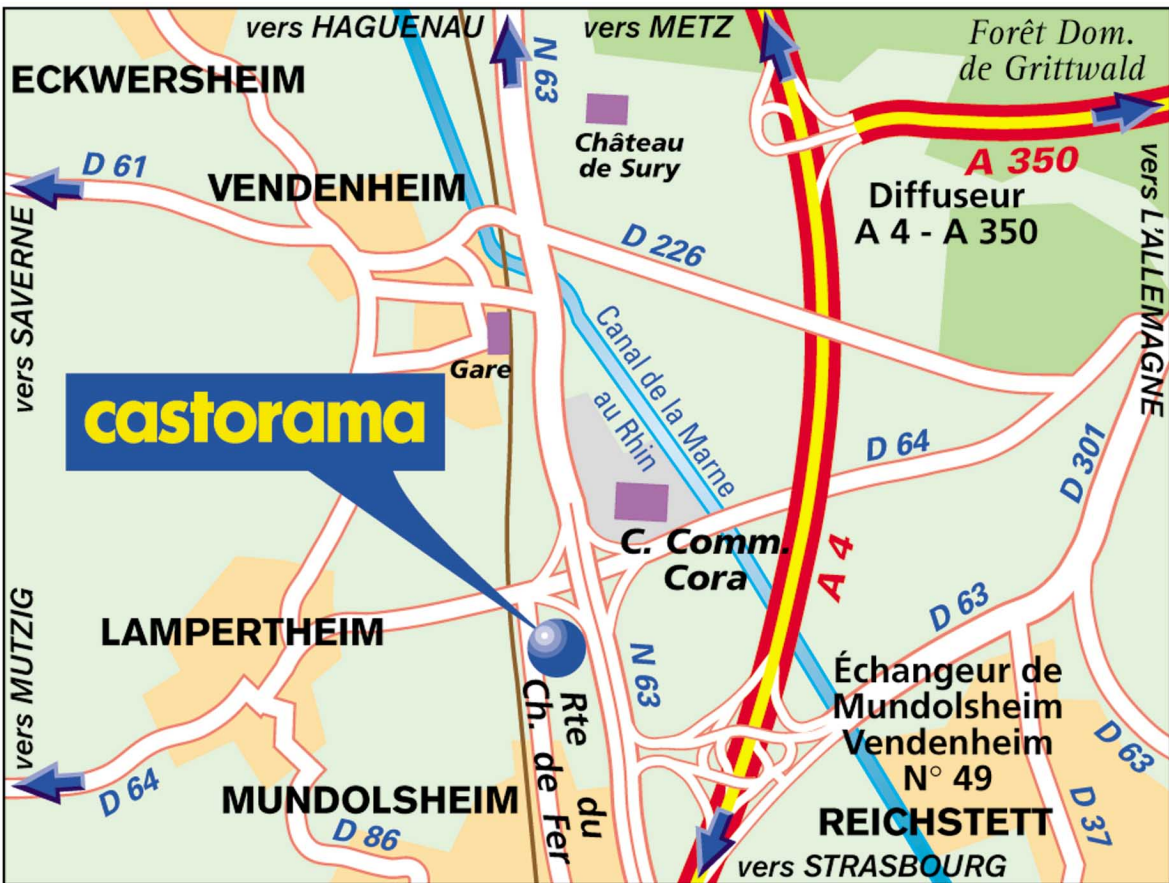 vers HAGUENAU
vers METZ
Forêt Dom.
de Grittwald
ECKWERSHEIM
N 63
Château
de Sury
A 350
D 61
VENDENHEIM
Diffuseur
A 4 - A 350
vers L'ALLEMAGNE
vers SAVERNE
D 226
Canal de la Marne
au Rhin
Gare
castorama
D 64
D 301
C. Comm.
Cora
A 4
D 63
LAMPERTHEIM
vers MUTZIG
N 63
Échangeur de
Mundolsheim
Vendenheim
N° 49
Rte du
Ch. de Fer
D 63
D 64
MUNDOLSHEIM
D 86
REICHSTETT
D 37
vers STRASBOURG